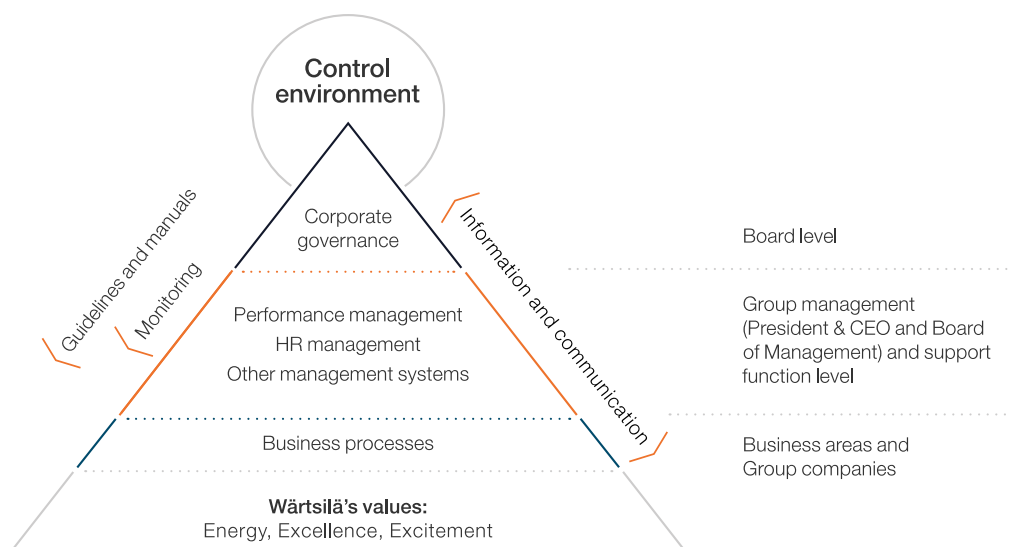 Control
environment
Guidelines and manuals
Monitoring
Information and communication
Corporate
governance
Performance management
HR management
Other management systems
Business processes
Wärtsilä’s values:
Energy, Excellence, Excitement
Board level
Group management
(President & CEO and Board
of Management) and support
function level
Business areas and
Group companies